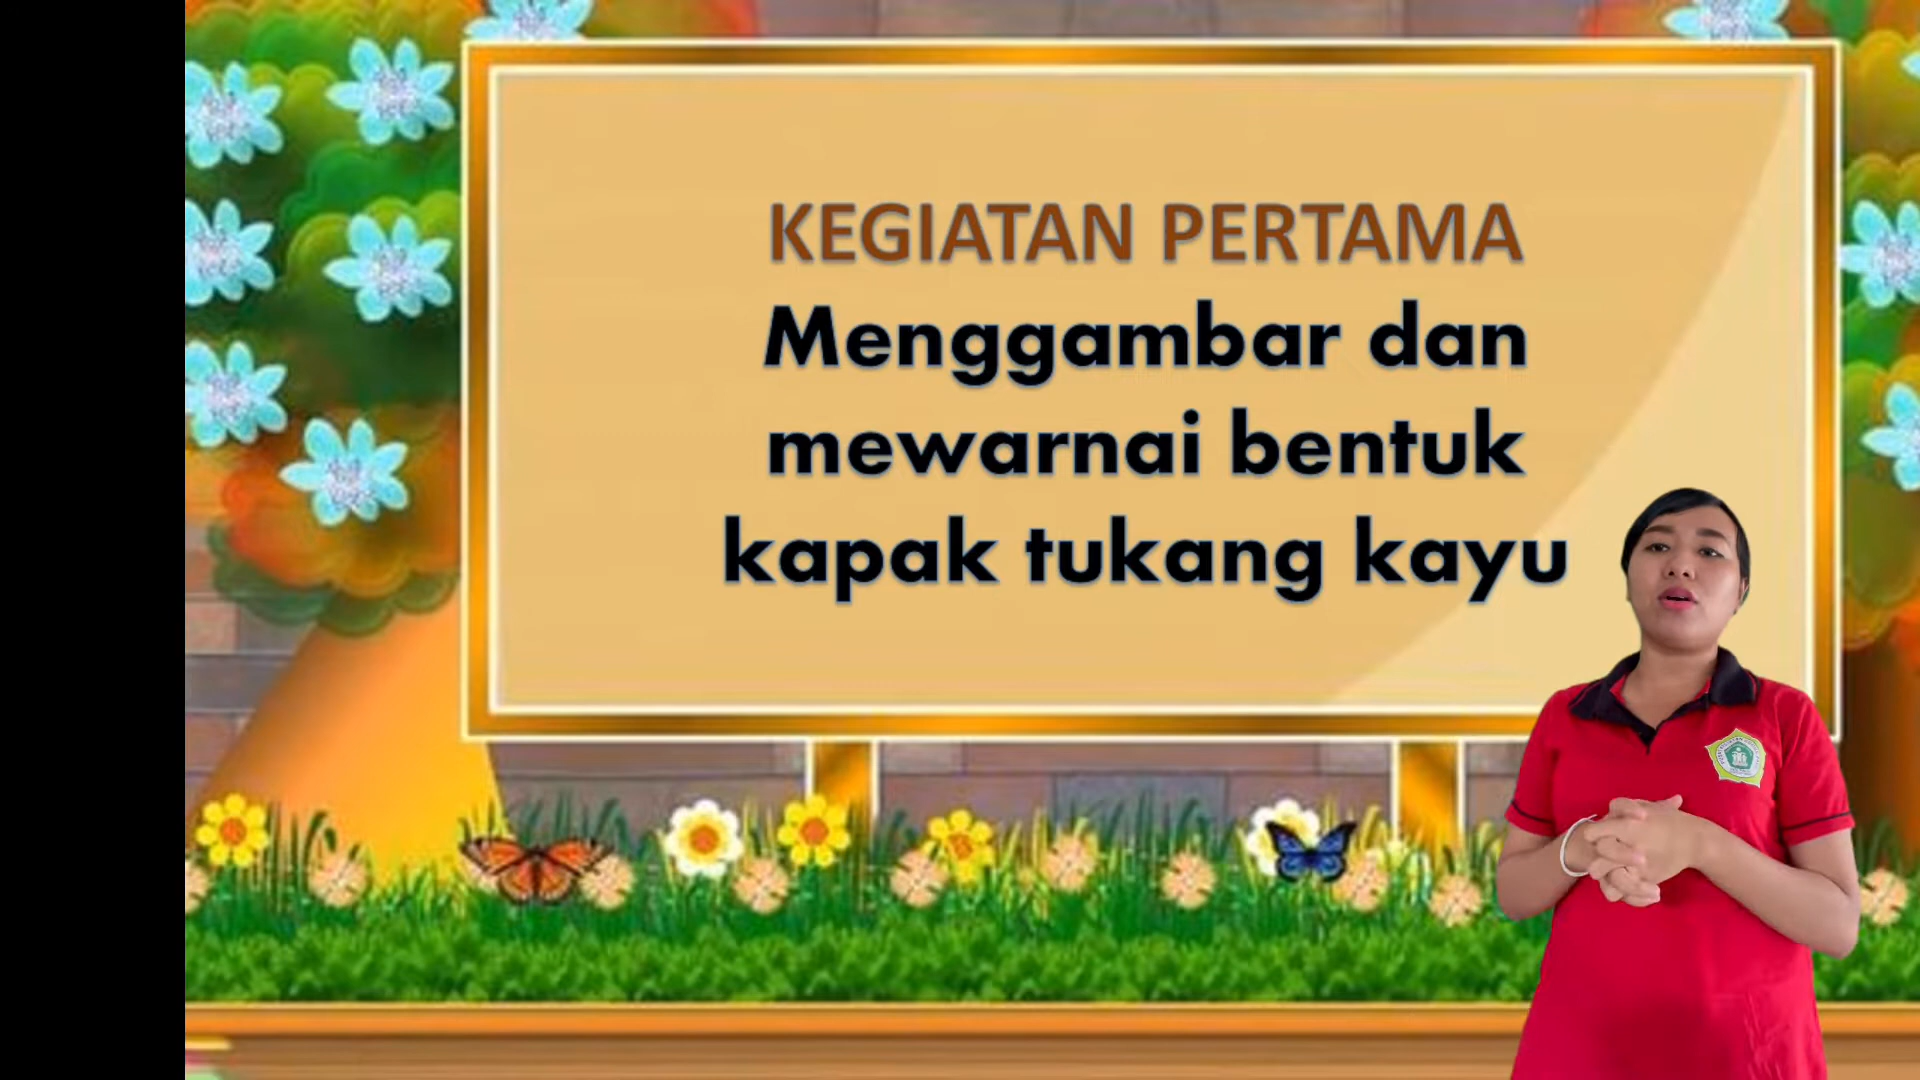 KEGIATAN PERTAMA
Menggambar dan
mewarnai bentuk
kapak tukang kayu